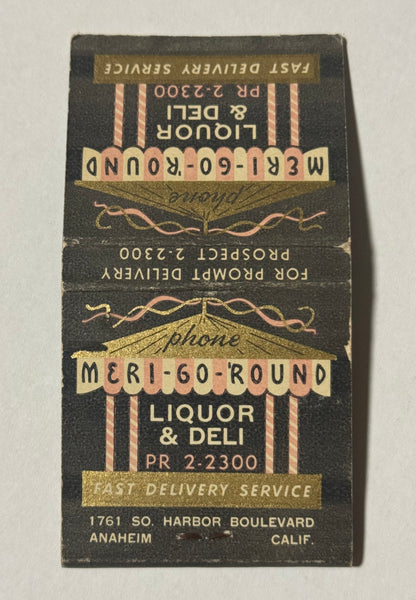 FAST DELIVERY SERVICE
PR 2-2300
LIQUOR
& DELI
MERI-GO-'ROUND
phone
FOR PROMPT DELIVERY
PROSPECT 2-2300
phone
MERI-GO-'ROUND
LIQUOR
& DELI
PR 2-2300
FAST DELIVERY SERVICE
1761 SO. HARBOR BOULEVARD
ANAHEIM CALIF.